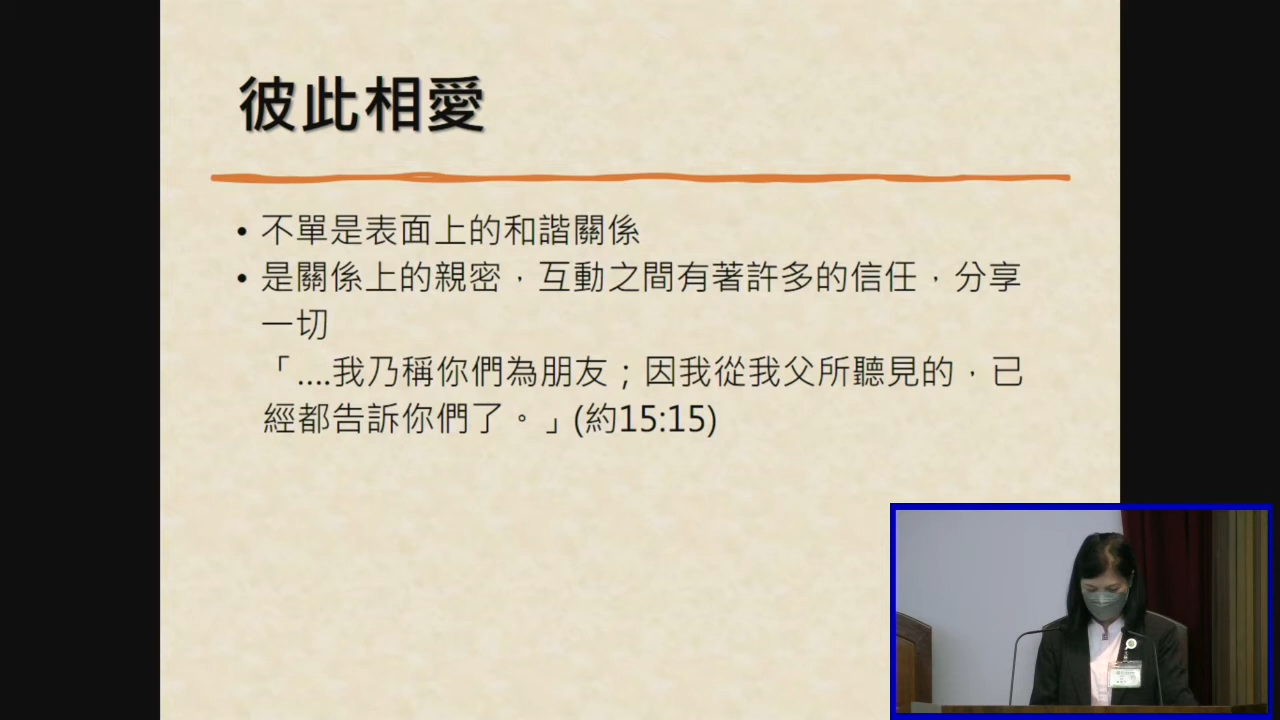 彼此相愛
• 不單是表面上的和諧關係
• 是關係上的親密，互動之間有著許多的信任，分享
一切
「....我乃稱你們為朋友；因我從我父所聽見的，已
經都告訴你們了。」(約15:15)